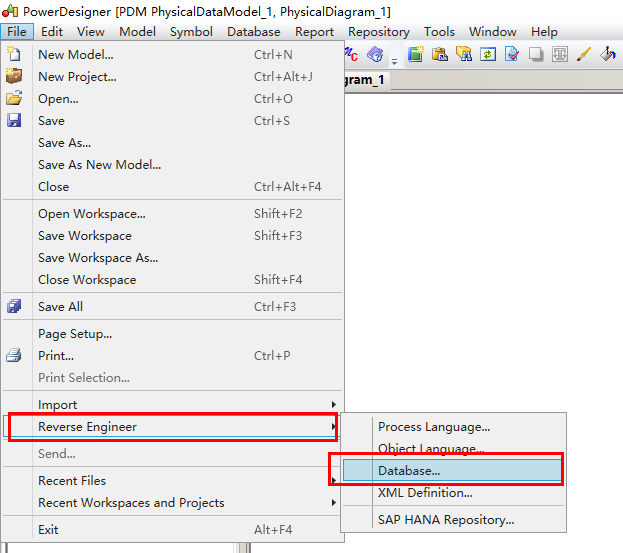 PowerDesigner [PDM PhysicalDataModel_1, PhysicalDiagram_1]
File Edit View Model Symbol Database Report Repository Tools Window Help
gram_1
New Model... Ctrl+N
New Project... Ctrl+Alt+J
Open... Ctrl+O
Save Ctrl+S
Save As...
Save As New Model...
Close Ctrl+Alt+F4
Open Workspace... Shift+F2
Save Workspace Shift+F3
Save Workspace As...
Close Workspace Shift+F4
Save All Ctrl+F3
Page Setup...
Print... Ctrl+P
Print Selection...
Import
Reverse Engineer
Process Language...
Object Language...
Database...
XML Definition...
SAP HANA Repository...
Send...
Recent Files
Recent Workspaces and Projects
Exit Alt+F4